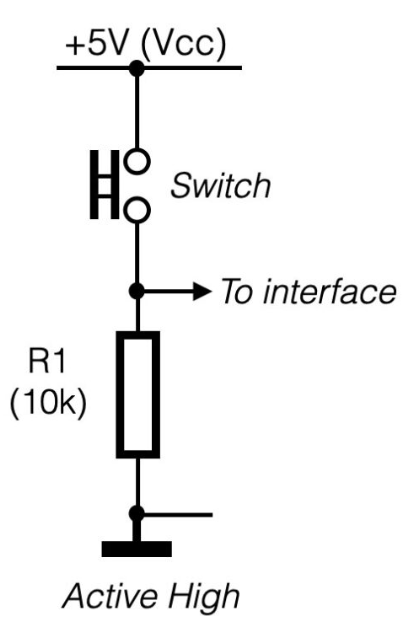 +5V (Vcc)
Switch
To interface
R1
(10k)
Active High